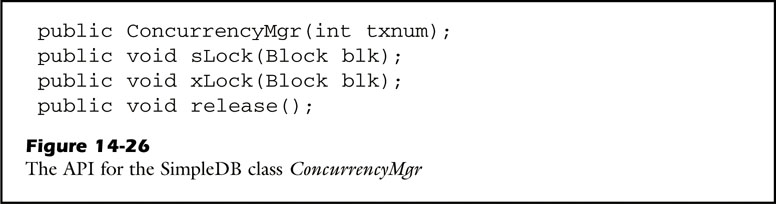 public ConcurrencyMgr(int txnum);
public void sLock(Block blk);
public void xLock(Block blk);
public void release();
Figure 14-26
The API for the SimpleDB class ConcurrencyMgr